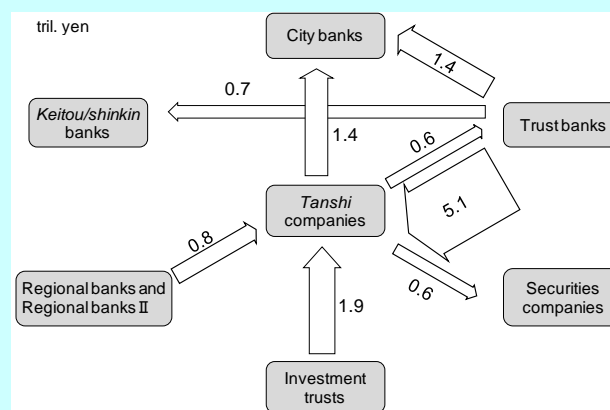 tril. yen
City banks
1.4
0.7
Keitou/shinkin
banks
Trust banks
1.4
0.6
Tanshi
companies
5.1
0.8
Regional banks and
Regional banks Ⅱ
0.6
Securities
companies
1.9
Investment
trusts